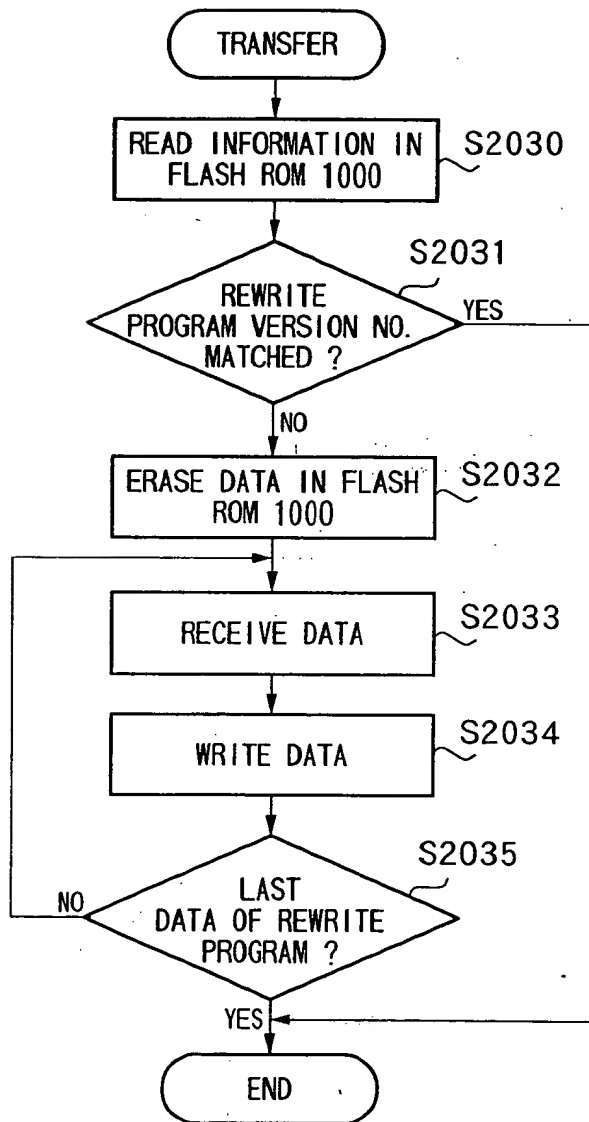 TRANSFER
READ INFORMATION IN
FLASH ROM 1000
S2030
S2031
REWRITE
PROGRAM VERSION NO.
MATCHED ?
YES
NO
ERASE DATA IN FLASH
ROM 1000
S2032
RECEIVE DATA
S2033
WRITE DATA
S2034
S2035
LAST
DATA OF REWRITE
PROGRAM ?
NO
YES
END